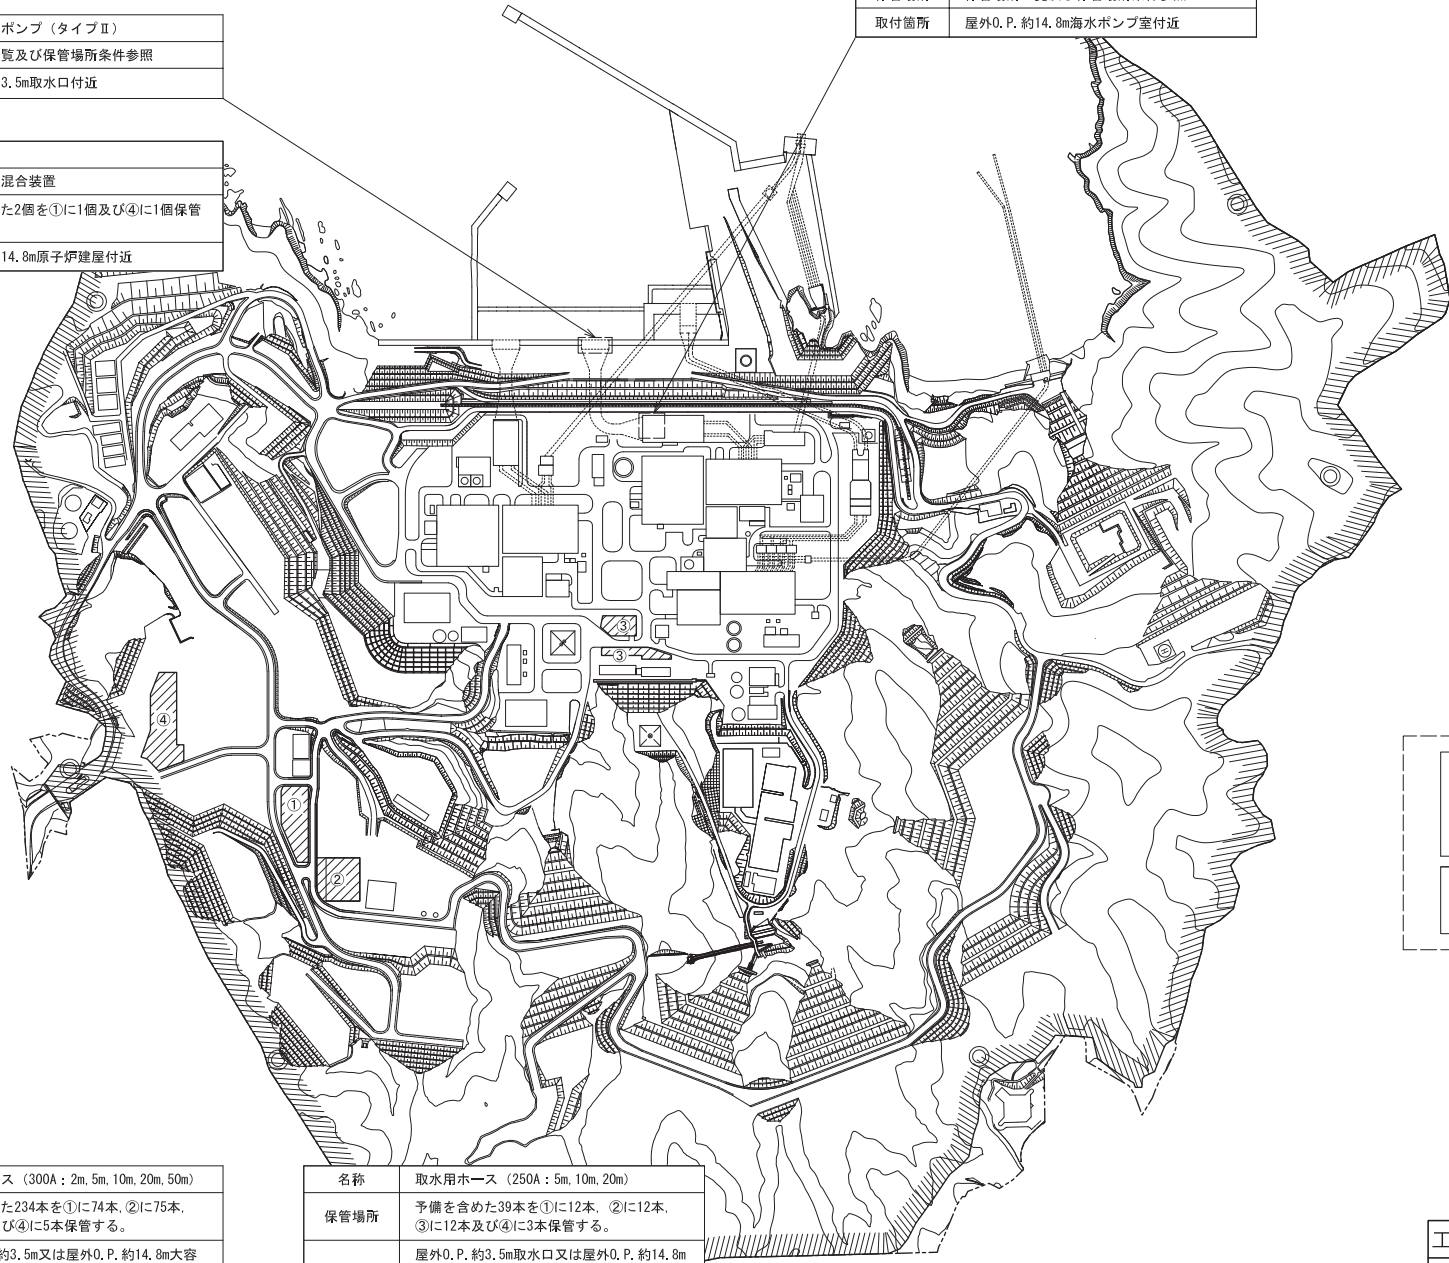 ポンプ（タイプⅡ）
覧及び保管場所条件参照
3.5m取水口付近
取付箇所 屋外O.P.約14.8m海水ポンプ室付近
混合装置
た2個を①に1個及び④に1個保管
14.8m原子炉建屋付近
③
③
④
①
②
ス（300A：2m,5m,10m,20m,50m）
た234本を①に74本,②に75本,
び④に5本保管する。
約3.5m又は屋外O.P.約14.8m大容
名称 取水用ホース（250A：5m,10m,20m）
保管場所 予備を含めた39本を①に12本, ②に12本,
③に12本及び④に3本保管する。
屋外O.P.約3.5m取水口又は屋外O.P.約14.8m